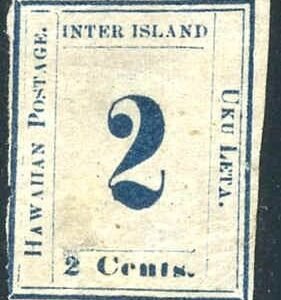 INTER ISLAND
HAWAIIAN POSTAGE.
2
UKU LETA.
2 Cents.